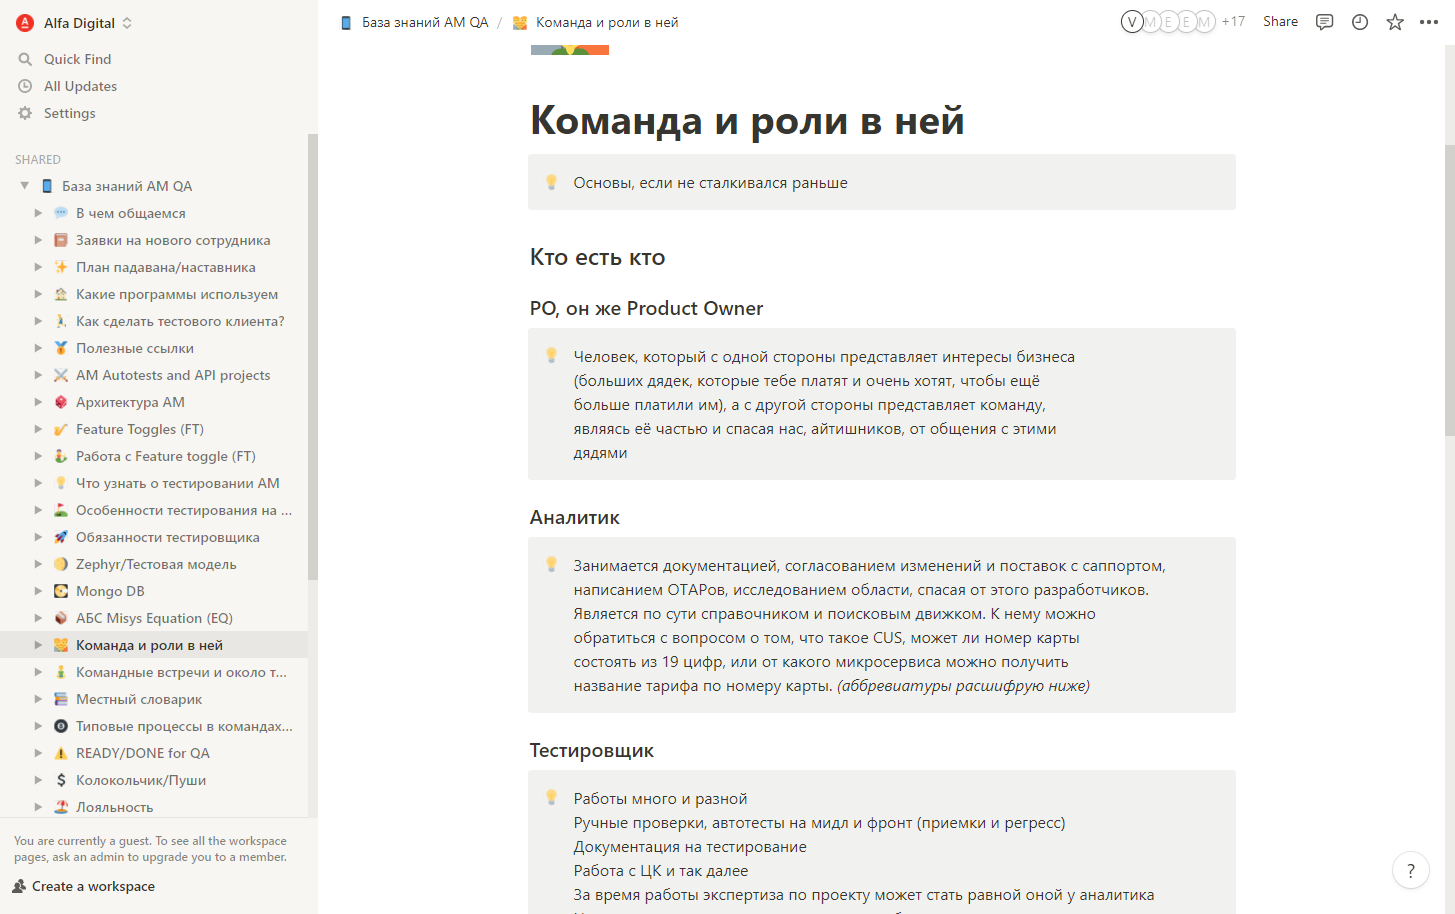 Alfa Digital
Quick Find
All Updates
Settings
SHARED
База знаний AM QA
В чем общаемся
Заявки на нового сотрудника
План падавана/наставника
Какие программы используем
Как сделать тестового клиента?
Полезные ссылки
AM Autotests and API projects
Архитектура AM
Feature Toggles (FT)
Работа с Feature toggle (FT)
Что узнать о тестировании AM
Особенности тестирования на ...
Обязанности тестировщика
Zephyr/Тестовая модель
Mongo DB
АБС Misys Equation (EQ)
Команда и роли в ней
Командные встречи и около т...
Местный словарик
Типовые процессы в командах...
READY/DONE for QA
Колокольчик/Пуши
Лояльность
You are currently a guest. To see all the workspace
pages, ask an admin to upgrade you to a member.
Create a workspace
База знаний AM QA / Команда и роли в ней
V M E E M +17 Share
Команда и роли в ней
Основы, если не сталкивался раньше
Кто есть кто
PO, он же Product Owner
Человек, который с одной стороны представляет интересы бизнеса
(больших дядек, которые тебе платят и очень хотят, чтобы ещё
больше платили им), а с другой стороны представляет команду,
являясь её частью и спасая нас, айтишников, от общения с этими
дядями
Аналитик
Занимается документацией, согласованием изменений и поставок с саппортом,
написанием ОТАРов, исследованием области, спасая от этого разработчиков.
Является по сути справочником и поисковым движком. К нему можно
обратиться с вопросом о том, что такое CUS, может ли номер карты
состоять из 19 цифр, или от какого микросервиса можно получить
название тарифа по номеру карты. (аббревиатуры расшифрую ниже)
Тестировщик
Работы много и разной
Ручные проверки, автотесты на мидл и фронт (приемки и регресс)
Документация на тестирование
Работа с ЦК и так далее
За время работы экспертиза по проекту может стать равной оной у аналитика
?